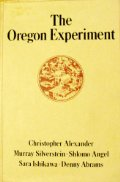 The
Oregon Experiment
Christopher Alexander
Murray Silverstein · Shlomo Angel
Sara Ishikawa · Denny Abrams